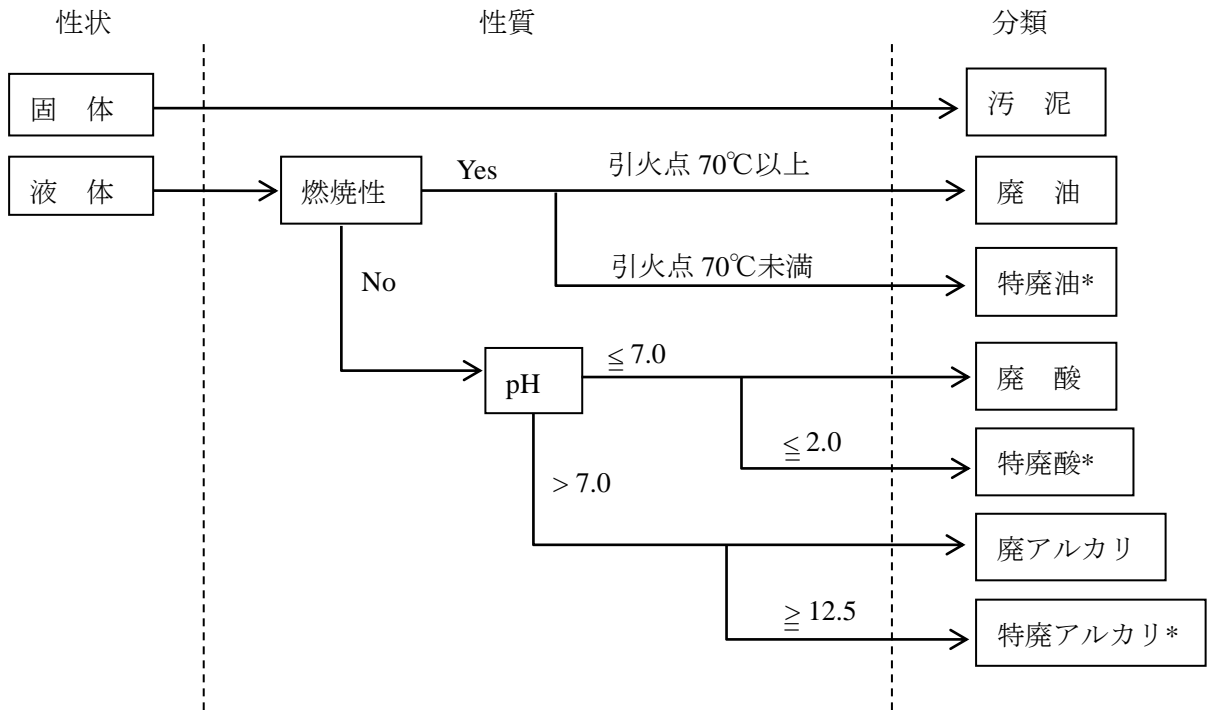 性状 性質 分類
固 体 汚 泥
液 体 燃焼性 Yes 引火点 70℃以上 廃 油
引火点 70℃未満 特廃油*
No
pH ≦ 7.0 廃 酸
≦ 2.0 特廃酸*
> 7.0
廃アルカリ
≧ 12.5 特廃アルカリ*